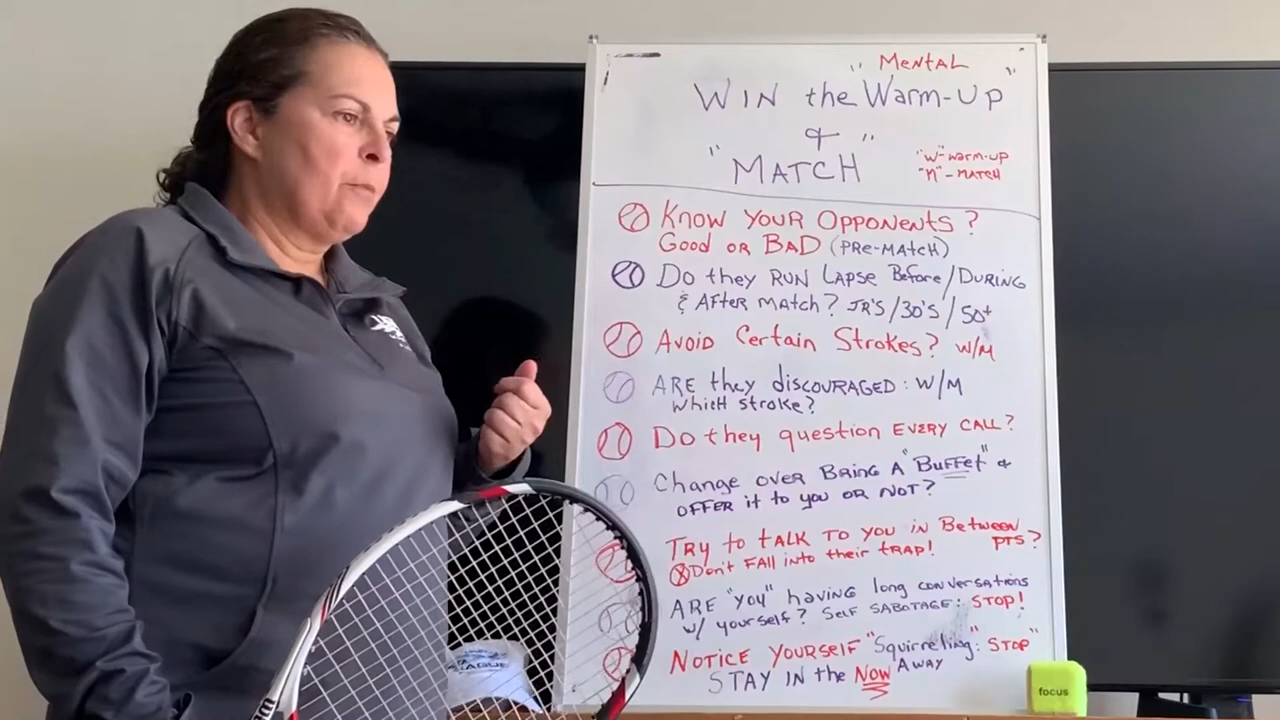 "Mental"
WIN the Warm-Up
&
"MATCH"
"W"-warm-up
"M"-MATCH
Know Your Opponents?
Good or BAD (PRE-MATCH)
Do they RUN Lapse Before/DURING
& After Match? JR'S/30'S/50+
Avoid Certain Strokes? W/M
ARE they discouraged: W/M
which stroke?
Do they question EVERY CALL?
Change over BRING A "Buffet" &
OFFER it to you OR NOT?
TRY to talk to you in Between
PTS?
Don't FAll into their TRAP!
ARE "you" having long conversations
w/ yourself? Self SABOTAGE: STOP!
Notice Yourself "Squirreling:" STOP"
STAY IN the NOW AWAY
focus